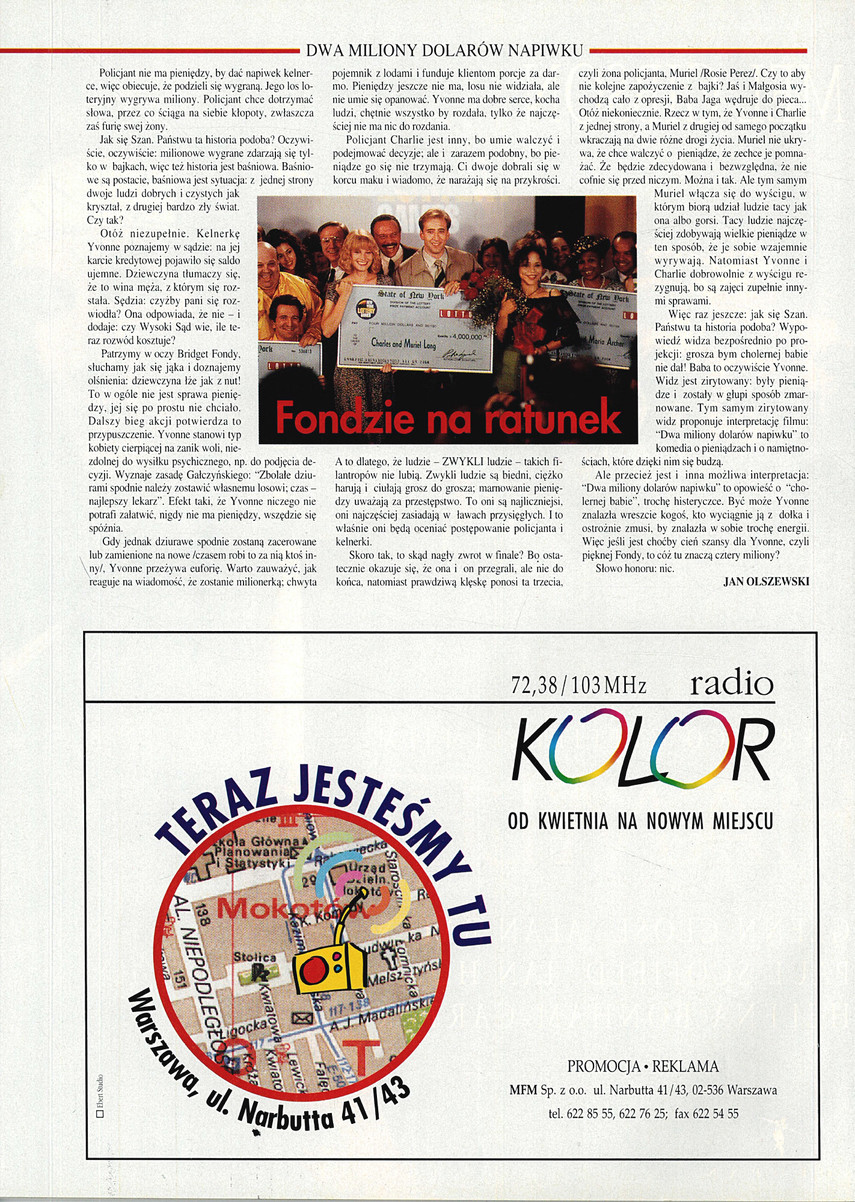 DWA MILIONY DOLARÓW NAPIWKU
Policjant nie ma pieniędzy, by dać napiwek kelner-
ce, więc obiecuje, że podzieli się wygraną. Jego los lo-
teryjny wygrywa miliony. Policjant chce dotrzymać
słowa, przez co ściąga na siebie kłopoty, zwłaszcza
zaś furię swej żony.
Jak się Szan. Państwu ta historia podoba? Oczywi-
ście, oczywiście: milionowe wygrane zdarzają się tyl-
ko w bajkach, więc też historia jest baśniowa. Baśnio-
we są postacie, baśniowa jest sytuacja: z jednej strony
dwoje ludzi dobrych i czystych jak
kryształ, z drugiej bardzo zły świat.
Czy tak?
Otóż niezupełnie. Kelnerkę
Yvonne poznajemy w sądzie: na jej
karcie kredytowej pojawiło się saldo
ujemne. Dziewczyna tłumaczy się,
że to wina męża, z którym się roz-
stała. Sędzia: czyżby pani się roz-
wiodła? Ona odpowiada, że nie – i
dodaje: czy Wysoki Sąd wie, ile te-
raz rozwód kosztuje?
Patrzymy w oczy Bridget Fondy,
słuchamy jak się jąka i doznajemy
olśnienia: dziewczyna łże jak z nut!
To w ogóle nie jest sprawa pienię-
dzy, jej się po prostu nie chciało.
Dalszy bieg akcji potwierdza to
przypuszczenie. Yvonne stanowi typ
kobiety cierpiącej na zanik woli, nie-
zdolnej do wysiłku psychicznego, np. do podjęcia de-
cyzji. Wyznaje zasadę Gałczyńskiego: “Zbolałe dziu-
rami spodnie należy zostawić własnemu losowi; czas –
najlepszy lekarz”. Efekt taki, że Yvonne niczego nie
potrafi załatwić, nigdy nie ma pieniędzy, wszędzie się
spóźnia.
Gdy jednak dziurawe spodnie zostaną zacerowane
lub zamienione na nowe /czasem robi to za nią ktoś in-
ny/, Yvonne przeżywa euforię. Warto zauważyć, jak
reaguje na wiadomość, że zostanie milionerką; chwyta
pojemnik z lodami i funduje klientom porcje za dar-
mo. Pieniędzy jeszcze nie ma, losu nie widziała, ale
nie umie się opanować. Yvonne ma dobre serce, kocha
ludzi, chętnie wszystko by rozdała, tylko że najczę-
ściej nie ma nic do rozdania.
Policjant Charlie jest inny, bo umie walczyć i
podejmować decyzje; ale i zarazem podobny, bo pie-
niądze go się nie trzymają. Ci dwoje dobrali się w
korcu maku i wiadomo, że narażają się na przykrości.
State of New York
LOTTO
FOUR MILLION DOLLARS AND NO/100
$4,000,000
Charles and Muriel Lang
State of New York
Fondzie na ratunek
A to dlatego, że ludzie – ZWYKLI ludzie – takich fi-
lantropów nie lubią. Zwykli ludzie są biedni, ciężko
harują i ciułają grosz do grosza; marnowanie pienię-
dzy uważają za przestępstwo. To oni są najliczniejsi,
oni najczęściej zasiadają w ławach przysięgłych. I to
właśnie oni będą oceniać postępowanie policjanta i
kelnerki.
Skoro tak, to skąd nagły zwrot w finale? Bo osta-
tecznie okazuje się, że ona i on przegrali, ale nie do
końca, natomiast prawdziwą klęskę ponosi ta trzecia,
czyli żona policjanta, Muriel /Rosie Perez/. Czy to aby
nie kolejne zapożyczenie z bajki? Jaś i Małgosia wy-
chodzą cało z opresji, Baba Jaga wędruje do pieca...
Otóż niekoniecznie. Rzecz w tym, że Yvonne i Charlie
z jednej strony, a Muriel z drugiej od samego początku
wkraczają na dwie różne drogi życia. Muriel nie ukry-
wa, że chce walczyć o pieniądze, że zechce je pomna-
żać. Że będzie zdecydowana i bezwzględna, że nie
cofnie się przed niczym. Można i tak. Ale tym samym
Muriel włącza się do wyścigu, w
którym biorą udział ludzie tacy jak
ona albo gorsi. Tacy ludzie najczę-
ściej zdobywają wielkie pieniądze w
ten sposób, że je sobie wzajemnie
wyrywają. Natomiast Yvonne i
Charlie dobrowolnie z wyścigu re-
zygnują, bo są zajęci zupełnie inny-
mi sprawami.
Więc raz jeszcze: jak się Szan.
Państwu ta historia podoba? Wypo-
wiedź widza bezpośrednio po pro-
jekcji: grosza bym cholernej babie
nie dał! Baba to oczywiście Yvonne.
Widz jest zirytowany: były pienią-
dze i zostały w głupi sposób zmar-
nowane. Tym samym zirytowany
widz proponuje interpretację filmu:
“Dwa miliony dolarów napiwku” to
komedia o pieniądzach i o namiętno-
ściach, które dzięki nim się budzą.
Ale przecież jest i inna możliwa interpretacja:
“Dwa miliony dolarów napiwku” to opowieść o “cho-
lernej babie”, trochę histeryczce. Być może Yvonne
znalazła wreszcie kogoś, kto wyciągnie ją z dołka i
ostrożnie zmusi, by znalazła w sobie trochę energii.
Więc jeśli jest choćby cień szansy dla Yvonne, czyli
pięknej Fondy, to cóż tu znaczą cztery miliony?
Słowo honoru: nic.
JAN OLSZEWSKI
72,38/103MHz radio
KOLOR
OD KWIETNIA NA NOWYM MIEJSCU
TERAZ JESTEŚMY TU
kola Główna
Planowania
i Statystyki
Urząd
Dzieln.
Mokotów
AL. NIEPODLEGŁOŚ
138
151
Stolica
Kwiatowa
117-138
A.J. Madalińskie
Warszawa, ul. Narbutta 41/43
PROMOCJA • REKLAMA
MFM Sp. z o.o. ul. Narbutta 41/43, 02-536 Warszawa
tel. 622 85 55, 622 76 25; fax 622 54 55
Ebert Studio